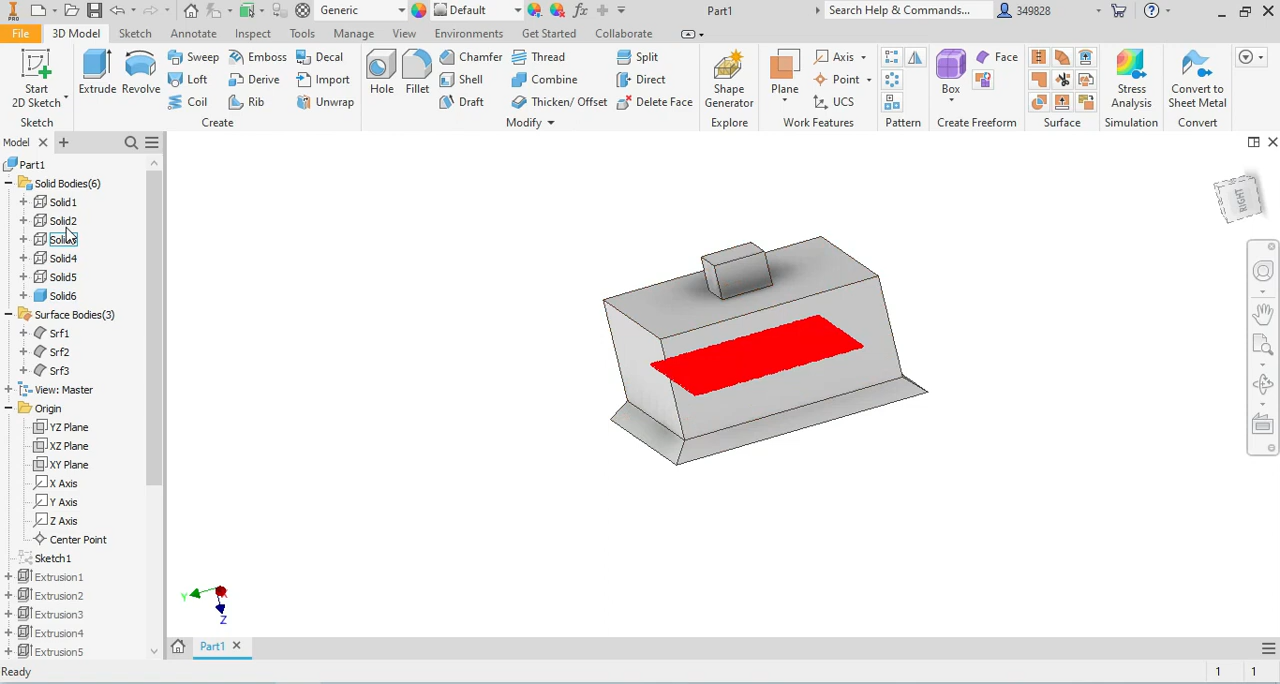 PRO
Generic
Default
fx
Part1
Search Help & Commands...
349828
File
3D Model
Sketch
Annotate
Inspect
Tools
Manage
View
Environments
Get Started
Collaborate
Start
2D Sketch
Extrude
Revolve
Sweep
Loft
Coil
Emboss
Derive
Rib
Decal
Import
Unwrap
Hole
Fillet
Chamfer
Shell
Draft
Thread
Combine
Thicken/ Offset
Split
Direct
Delete Face
Shape
Generator
Plane
Axis
Point
UCS
Box
Face
Stress
Analysis
Convert to
Sheet Metal
Sketch
Create
Modify
Explore
Work Features
Pattern
Create Freeform
Surface
Simulation
Convert
Model
Part1
Solid Bodies(6)
Solid1
Solid2
Solid4
Solid5
Solid6
Surface Bodies(3)
Srf1
Srf2
Srf3
View: Master
Origin
YZ Plane
XZ Plane
XY Plane
X Axis
Y Axis
Z Axis
Center Point
Sketch1
Extrusion1
Extrusion2
Extrusion3
Extrusion4
Extrusion5
RIGHT
Y
Z
Part1
Ready
1
1